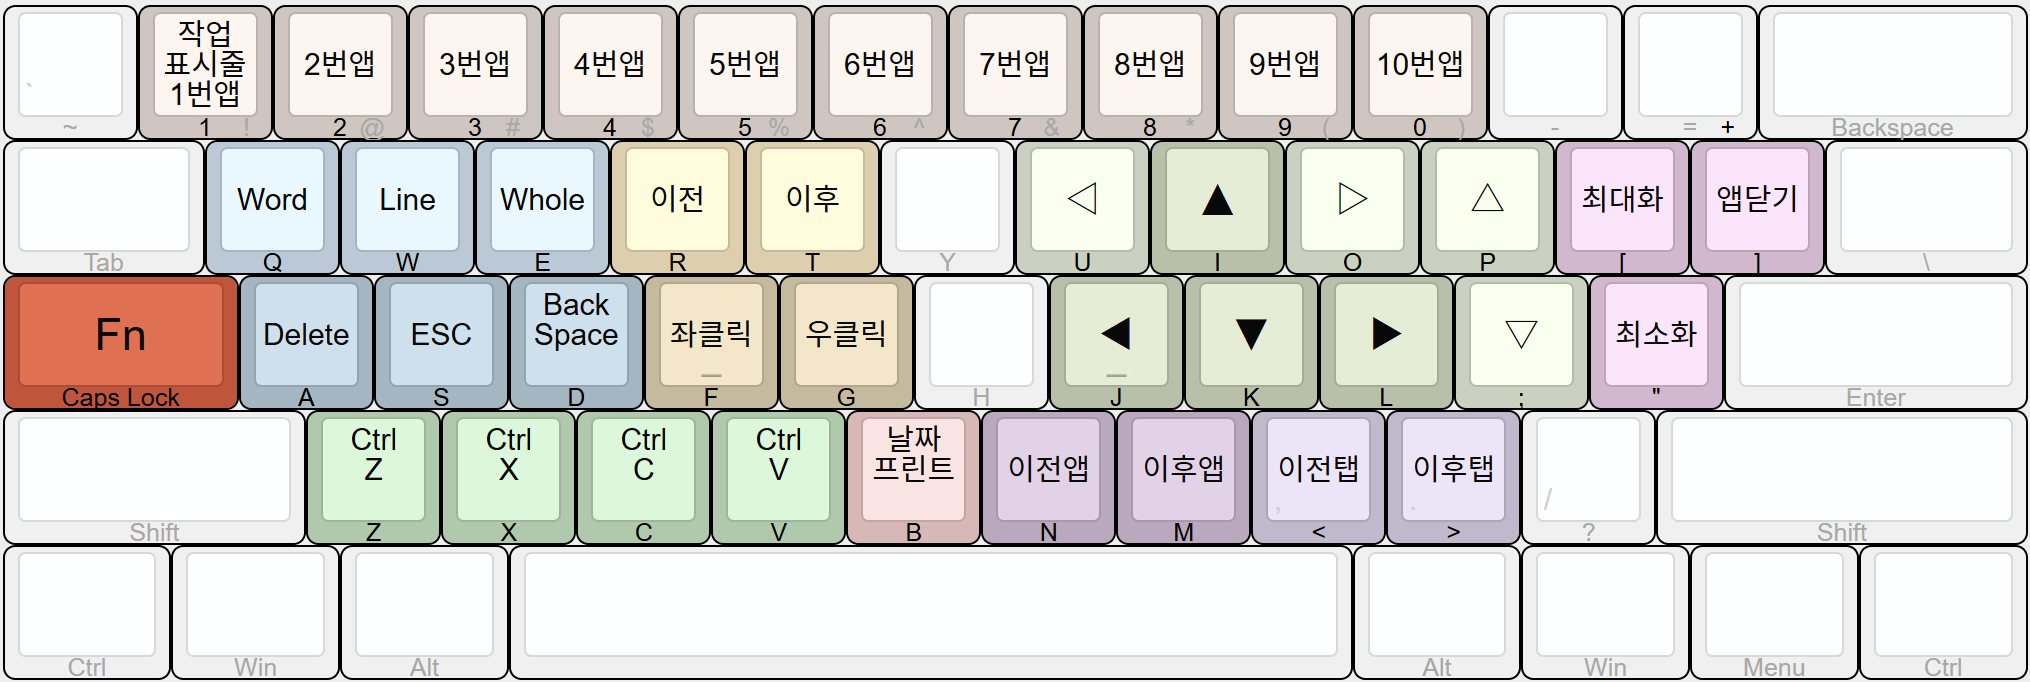 `
~
작업
표시줄
1번앱
1 !
2번앱
2 @
3번앱
3 #
4번앱
4 $
5번앱
5 %
6번앱
6 ^
7번앱
7 &
8번앱
8 *
9번앱
9 (
10번앱
0 )
-
= +
Backspace
Tab
Word
Q
Line
W
Whole
E
이전
R
이후
T
Y
◁
U
▲
I
▷
O
△
P
최대화
[
앱닫기
]
\
Fn
Caps Lock
Delete
A
ESC
S
Back
Space
D
좌클릭
_
F
우클릭
G
H
◀
_
J
▼
K
▶
L
▽
;
최소화
"
Enter
Shift
Ctrl
Z
Z
Ctrl
X
X
Ctrl
C
C
Ctrl
V
V
날짜
프린트
B
이전앱
N
이후앱
M
이전탭
,
<
이후탭
.
>
/
?
Shift
Ctrl
Win
Alt
Alt
Win
Menu
Ctrl